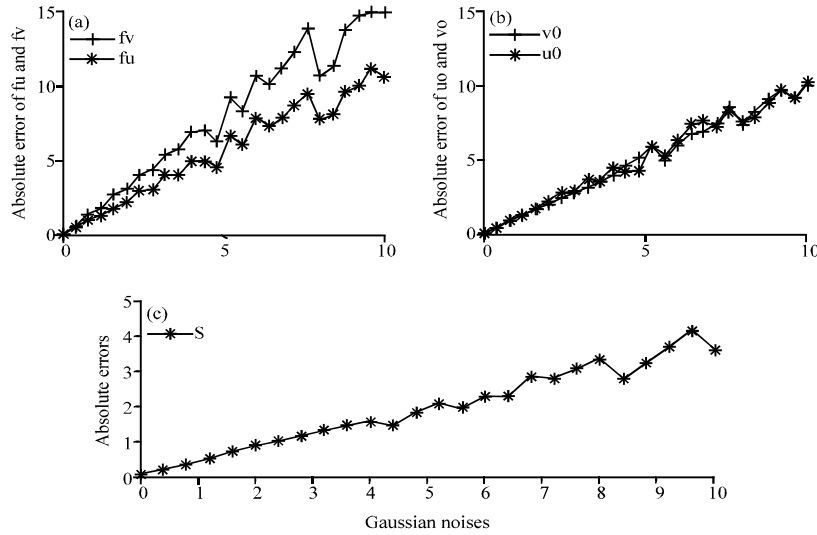 (a)
fv
fu
Absolute error of fu and fv
15
10
5
0
0
5
10
(b)
v0
u0
Absolute error of uo and vo
15
10
5
0
0
5
10
(c)
S
Absolute errors
5
4
3
2
1
0
0 1 2 3 4 5 6 7 8 9 10
Gaussian noises